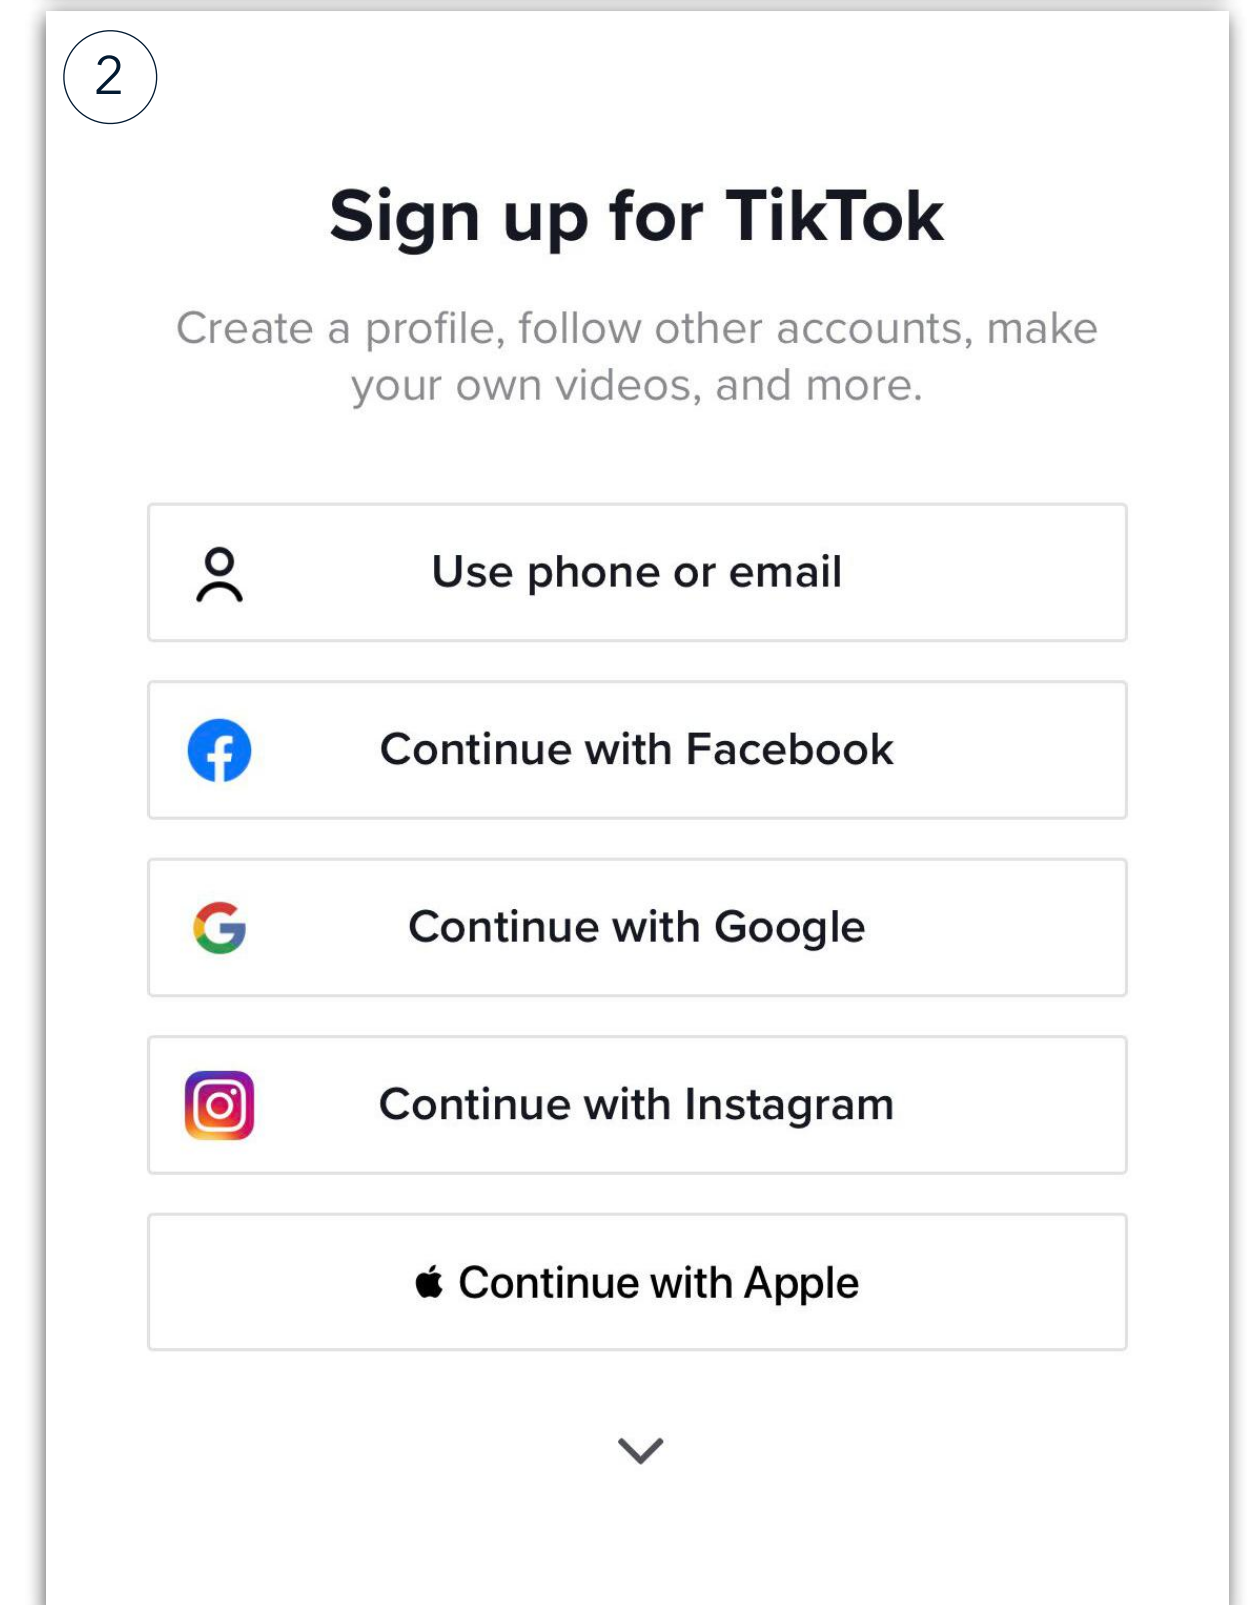 2
Sign up for TikTok
Create a profile, follow other accounts, make
your own videos, and more.
Use phone or email
Continue with Facebook
Continue with Google
Continue with Instagram
Continue with Apple